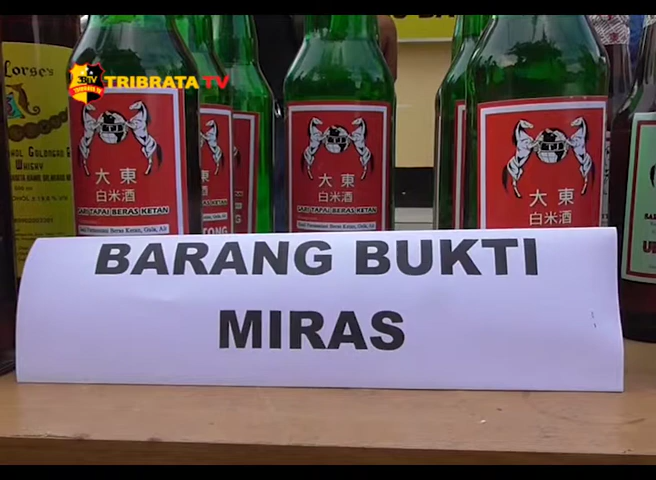 TRIBRATA TV
大東
白米酒
SARI TAPAI BERAS KETAN
大東
白米酒
SARI TAPAI BERAS KETAN
大東
白米酒
BARANG BUKTI
MIRAS